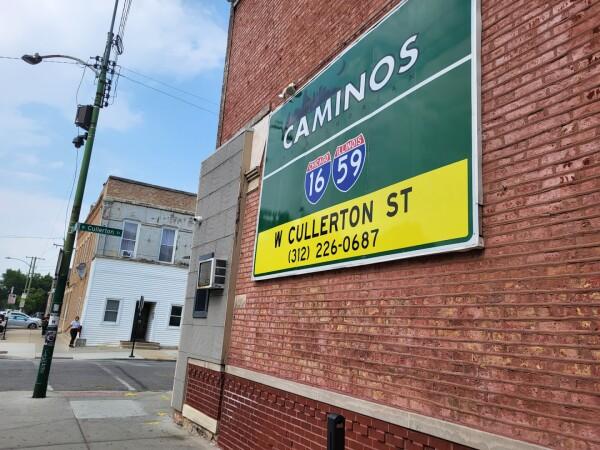 CAMINOS
16
59
W CULLERTON ST
(312) 226-0687
W Cullerton St